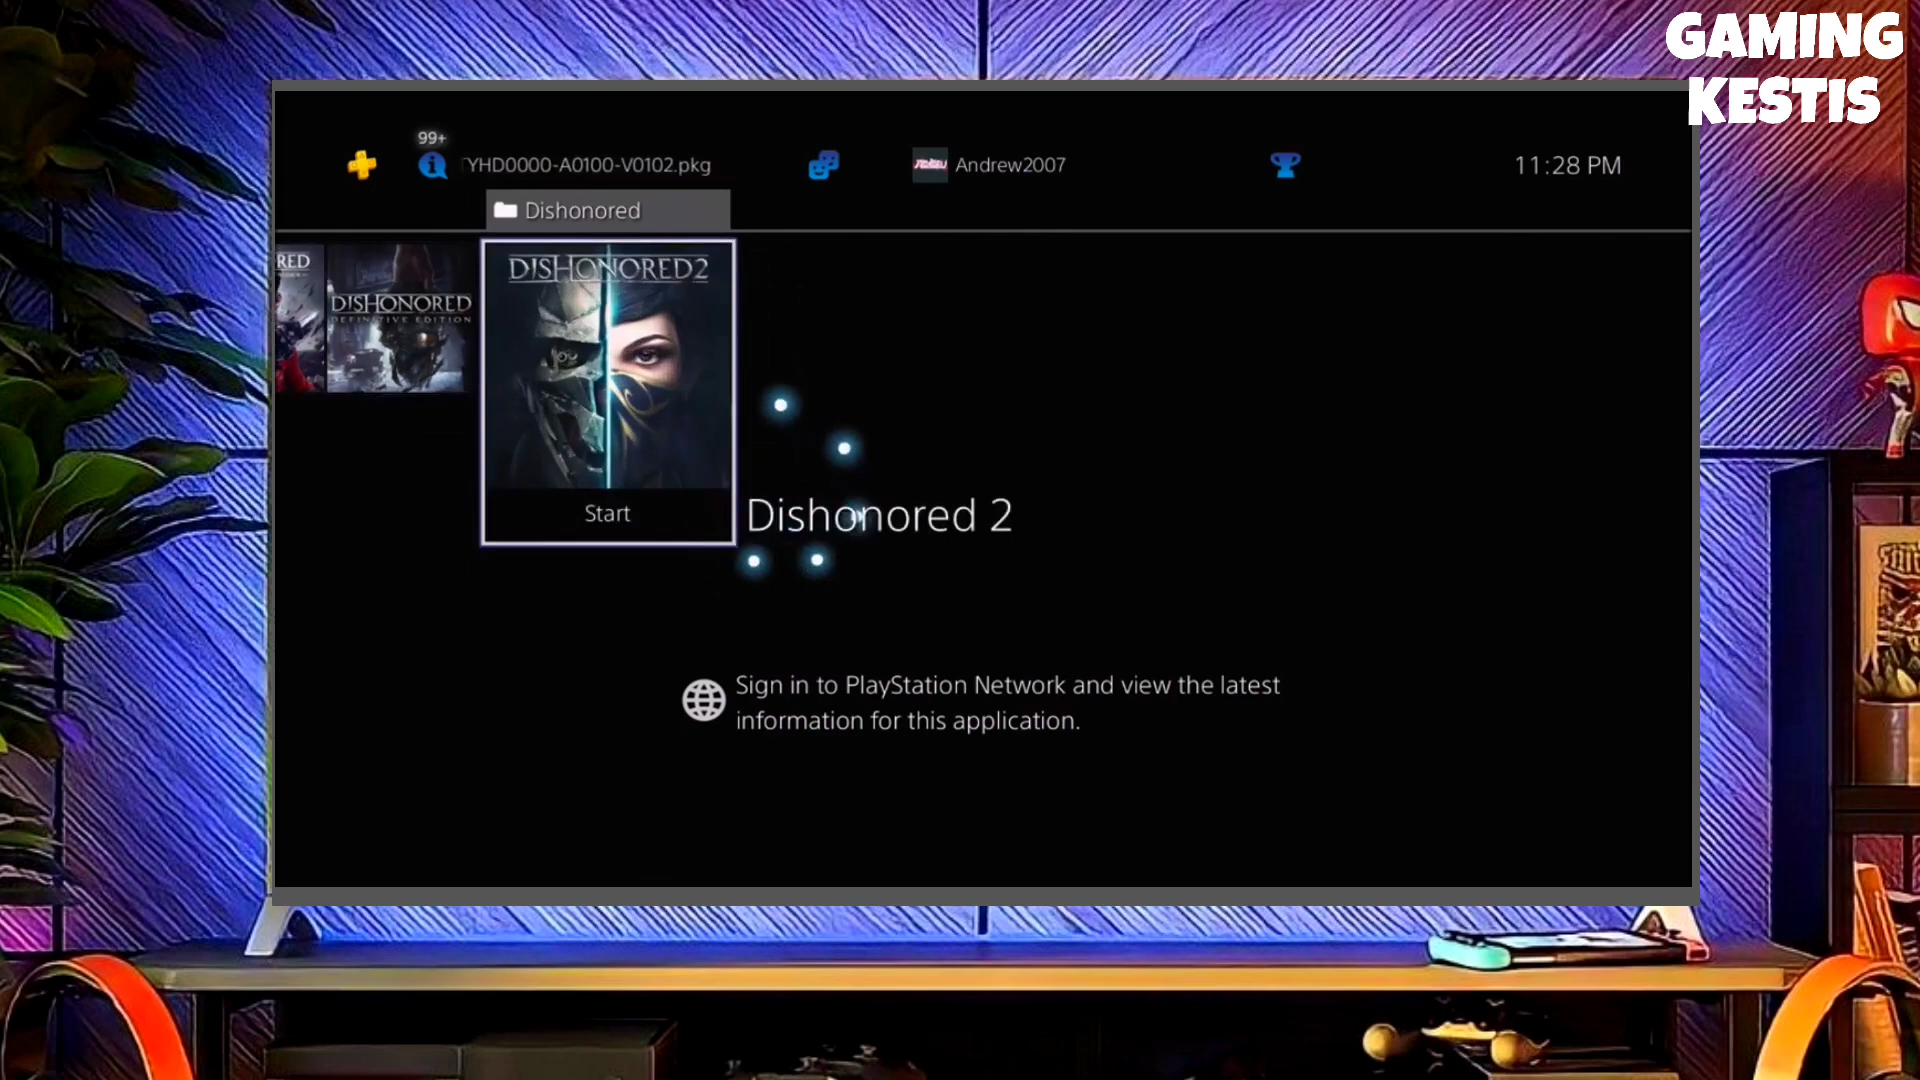 GAMING
KESTIS
99+
YHD0000-A0100-V0102.pkg
Andrew2007
11:28 PM
Dishonored
RED
DISHONORED
DEFINITIVE EDITION
DISHONORED2
Start
Dishonored 2
Sign in to PlayStation Network and view the latest
information for this application.